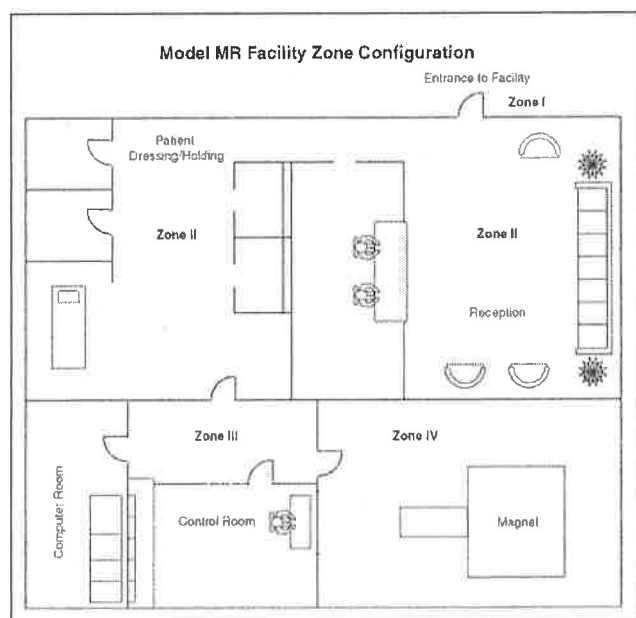 Model MR Facility Zone Configuration
Entrance to Facility
Zone I
Patient
Dressing/Holding
Zone II
Zone II
Reception
Zone III
Zone IV
Computer Room
Control Room
Magnet